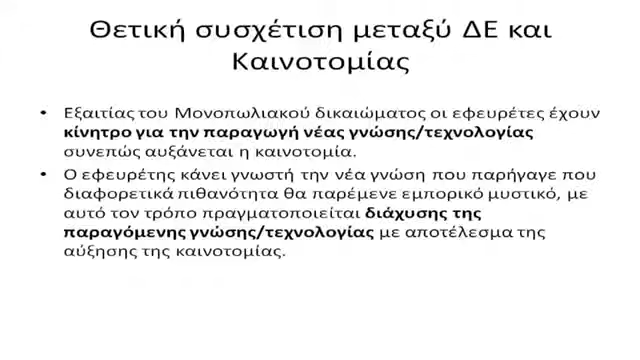 Θετική συσχέτιση μεταξύ ΔΕ και
Καινοτομίας
• Εξαιτίας του Μονοπωλιακού δικαιώματος οι εφευρέτες έχουν
κίνητρο για την παραγωγή νέας γνώσης/τεχνολογίας
συνεπώς αυξάνεται η καινοτομία.
• Ο εφευρέτης κάνει γνωστή την νέα γνώση που παρήγαγε που
διαφορετικά πιθανότητα θα παρέμενε εμπορικό μυστικό, με
αυτό τον τρόπο πραγματοποιείται διάχυσης της
παραγόμενης γνώσης/τεχνολογίας με αποτέλεσμα της
αύξησης της καινοτομίας.